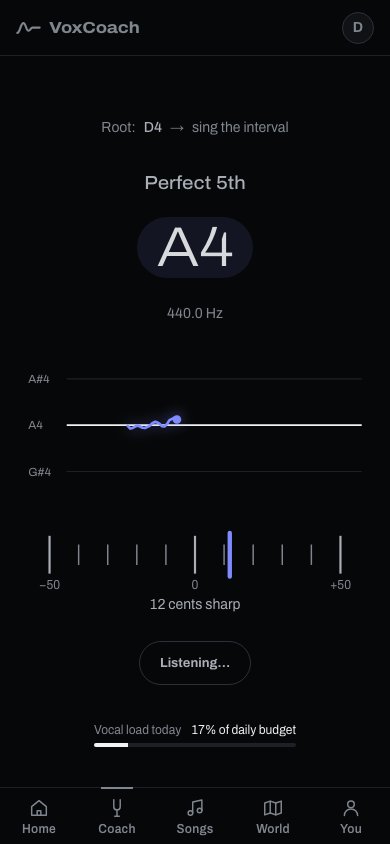 VoxCoach
D
Root: D4 → sing the interval
Perfect 5th
A4
440.0 Hz
A#4
A4
G#4
−50 0 +50
12 cents sharp
Listening...
Vocal load today 17% of daily budget
Home Coach Songs World You